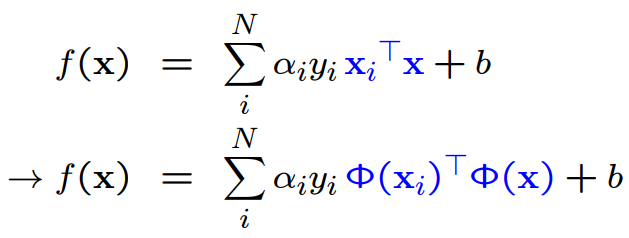 f(x) = ∑_i^N α_i y_i x_i^⊤ x + b
→ f(x) = ∑_i^N α_i y_i Φ(x_i)^⊤ Φ(x) + b